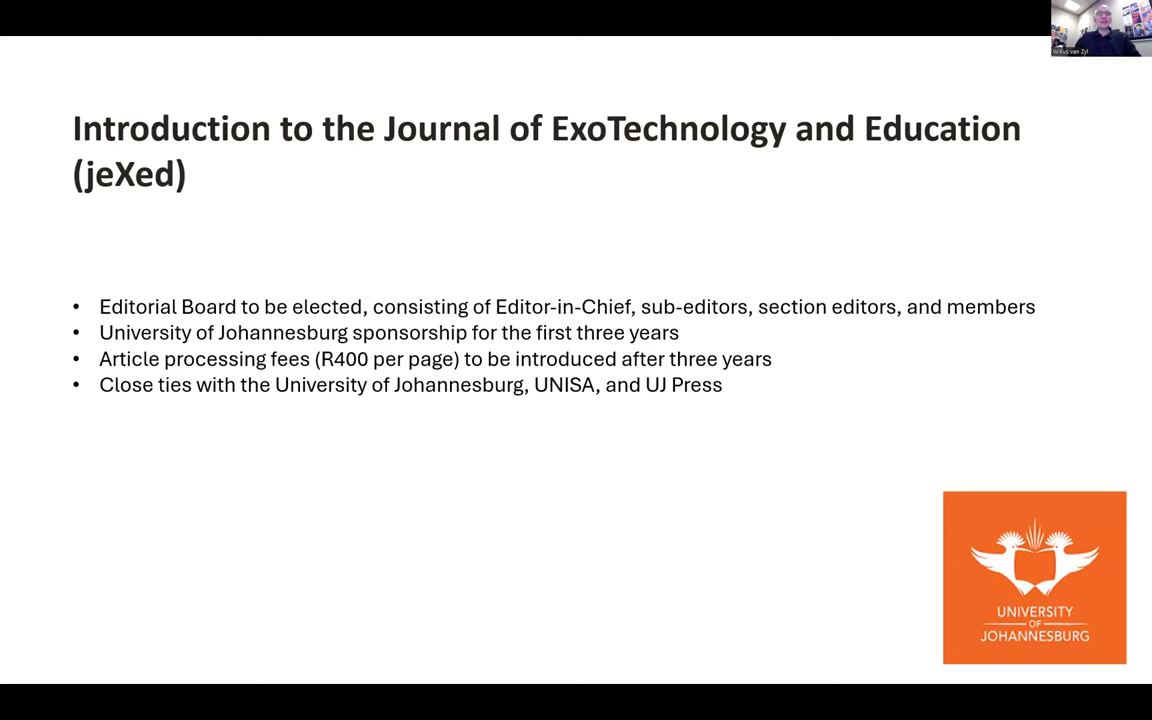 Wikus van Zyl
Introduction to the Journal of ExoTechnology and Education
(jeXed)
• Editorial Board to be elected, consisting of Editor-in-Chief, sub-editors, section editors, and members
• University of Johannesburg sponsorship for the first three years
• Article processing fees (R400 per page) to be introduced after three years
• Close ties with the University of Johannesburg, UNISA, and UJ Press
UNIVERSITY
OF
JOHANNESBURG